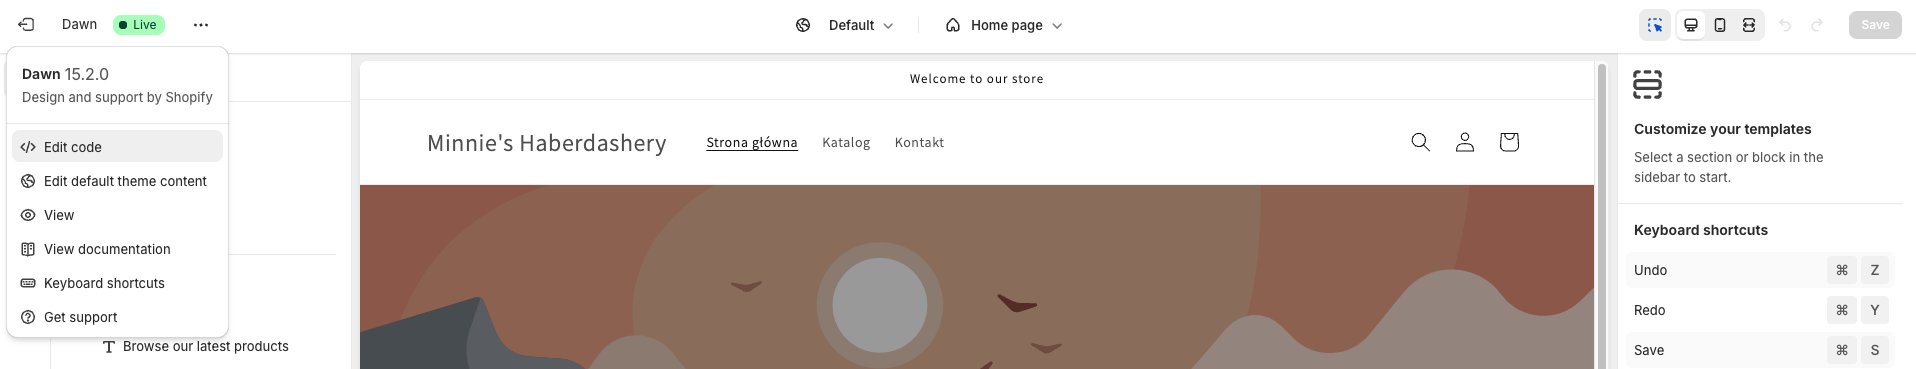 Dawn Live ... Default Home page Save
Dawn 15.2.0
Design and support by Shopify
Edit code
Edit default theme content
View
View documentation
Keyboard shortcuts
Get support
Browse our latest products
Welcome to our store
Minnie's Haberdashery Strona główna Katalog Kontakt
Customize your templates
Select a section or block in the
sidebar to start.
Keyboard shortcuts
Undo ⌘ Z
Redo ⌘ Y
Save ⌘ S